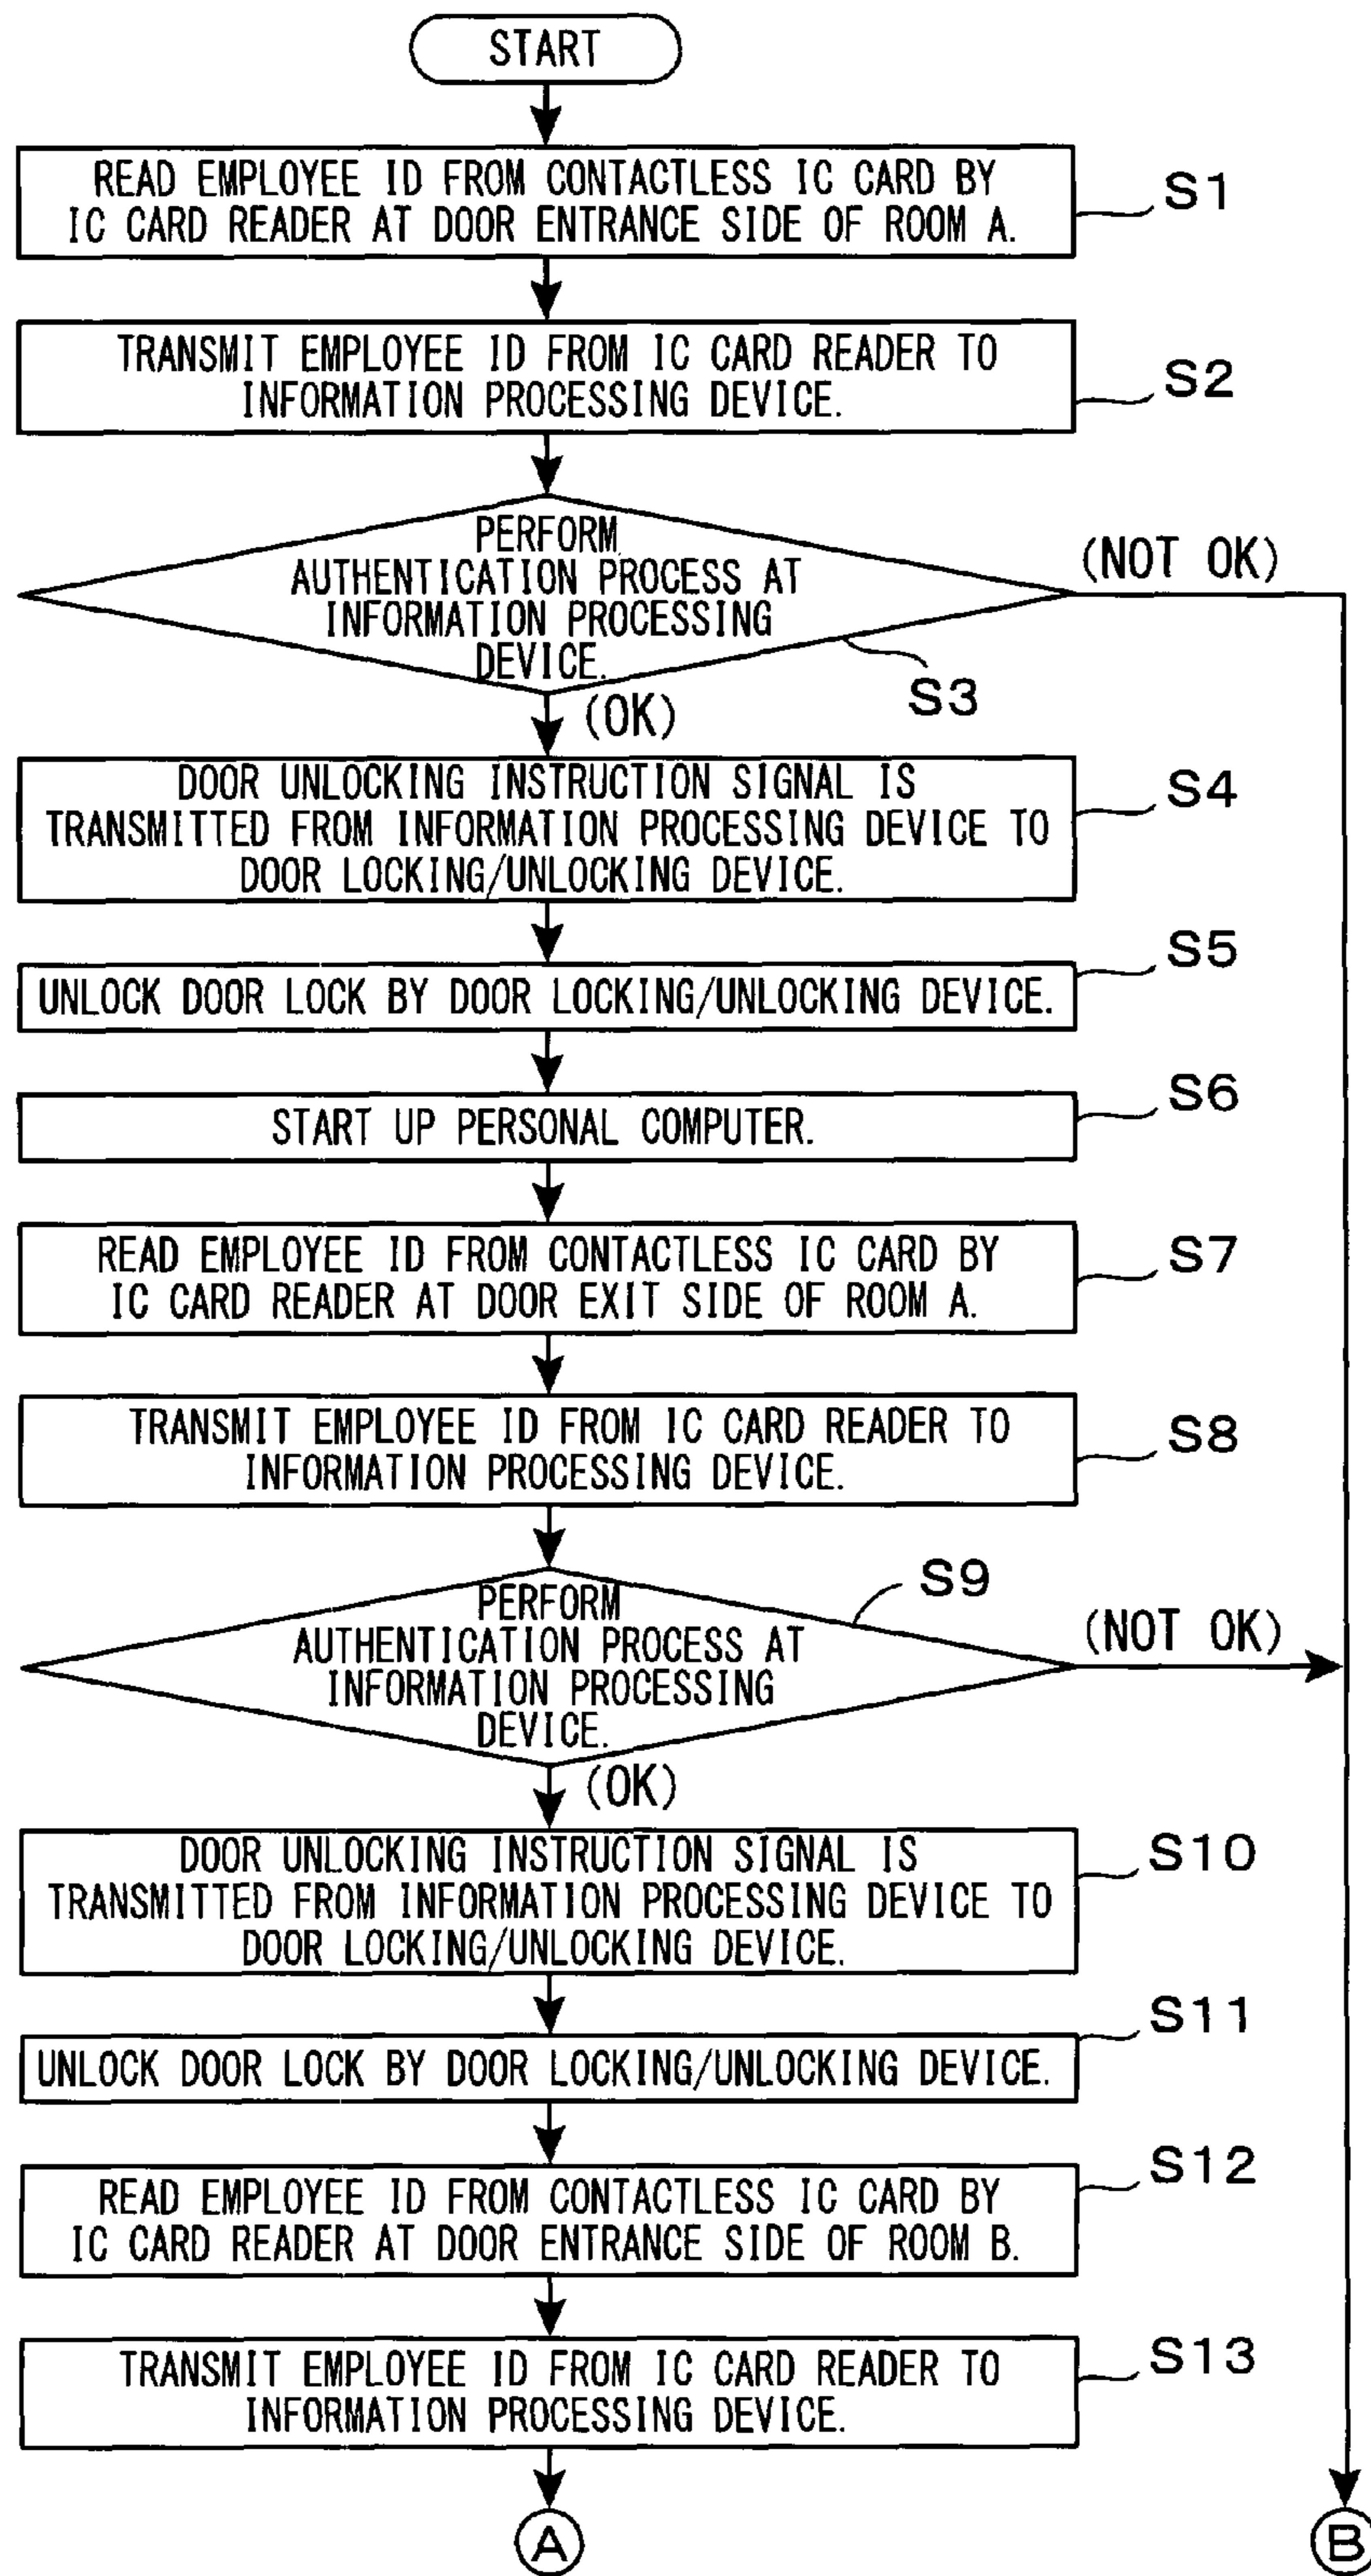 START
READ EMPLOYEE ID FROM CONTACTLESS IC CARD BY
IC CARD READER AT DOOR ENTRANCE SIDE OF ROOM A.
S1
TRANSMIT EMPLOYEE ID FROM IC CARD READER TO
INFORMATION PROCESSING DEVICE.
S2
PERFORM
AUTHENTICATION PROCESS AT
INFORMATION PROCESSING
DEVICE.
(NOT OK)
S3
(OK)
DOOR UNLOCKING INSTRUCTION SIGNAL IS
TRANSMITTED FROM INFORMATION PROCESSING DEVICE TO
DOOR LOCKING/UNLOCKING DEVICE.
S4
UNLOCK DOOR LOCK BY DOOR LOCKING/UNLOCKING DEVICE.
S5
START UP PERSONAL COMPUTER.
S6
READ EMPLOYEE ID FROM CONTACTLESS IC CARD BY
IC CARD READER AT DOOR EXIT SIDE OF ROOM A.
S7
TRANSMIT EMPLOYEE ID FROM IC CARD READER TO
INFORMATION PROCESSING DEVICE.
S8
PERFORM
AUTHENTICATION PROCESS AT
INFORMATION PROCESSING
DEVICE.
S9
(NOT OK)
(OK)
DOOR UNLOCKING INSTRUCTION SIGNAL IS
TRANSMITTED FROM INFORMATION PROCESSING DEVICE TO
DOOR LOCKING/UNLOCKING DEVICE.
S10
UNLOCK DOOR LOCK BY DOOR LOCKING/UNLOCKING DEVICE.
S11
READ EMPLOYEE ID FROM CONTACTLESS IC CARD BY
IC CARD READER AT DOOR ENTRANCE SIDE OF ROOM B.
S12
TRANSMIT EMPLOYEE ID FROM IC CARD READER TO
INFORMATION PROCESSING DEVICE.
S13
A
B